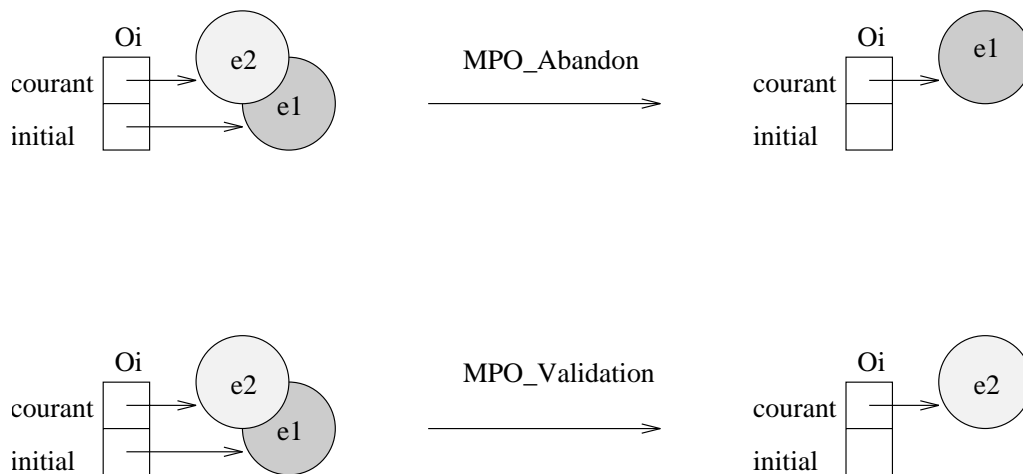 Oi
Oi
e2
e1
MPO_Abandon
courant
courant
e1
initial
initial
Oi
Oi
e2
MPO_Validation
e2
courant
courant
e1
initial
initial